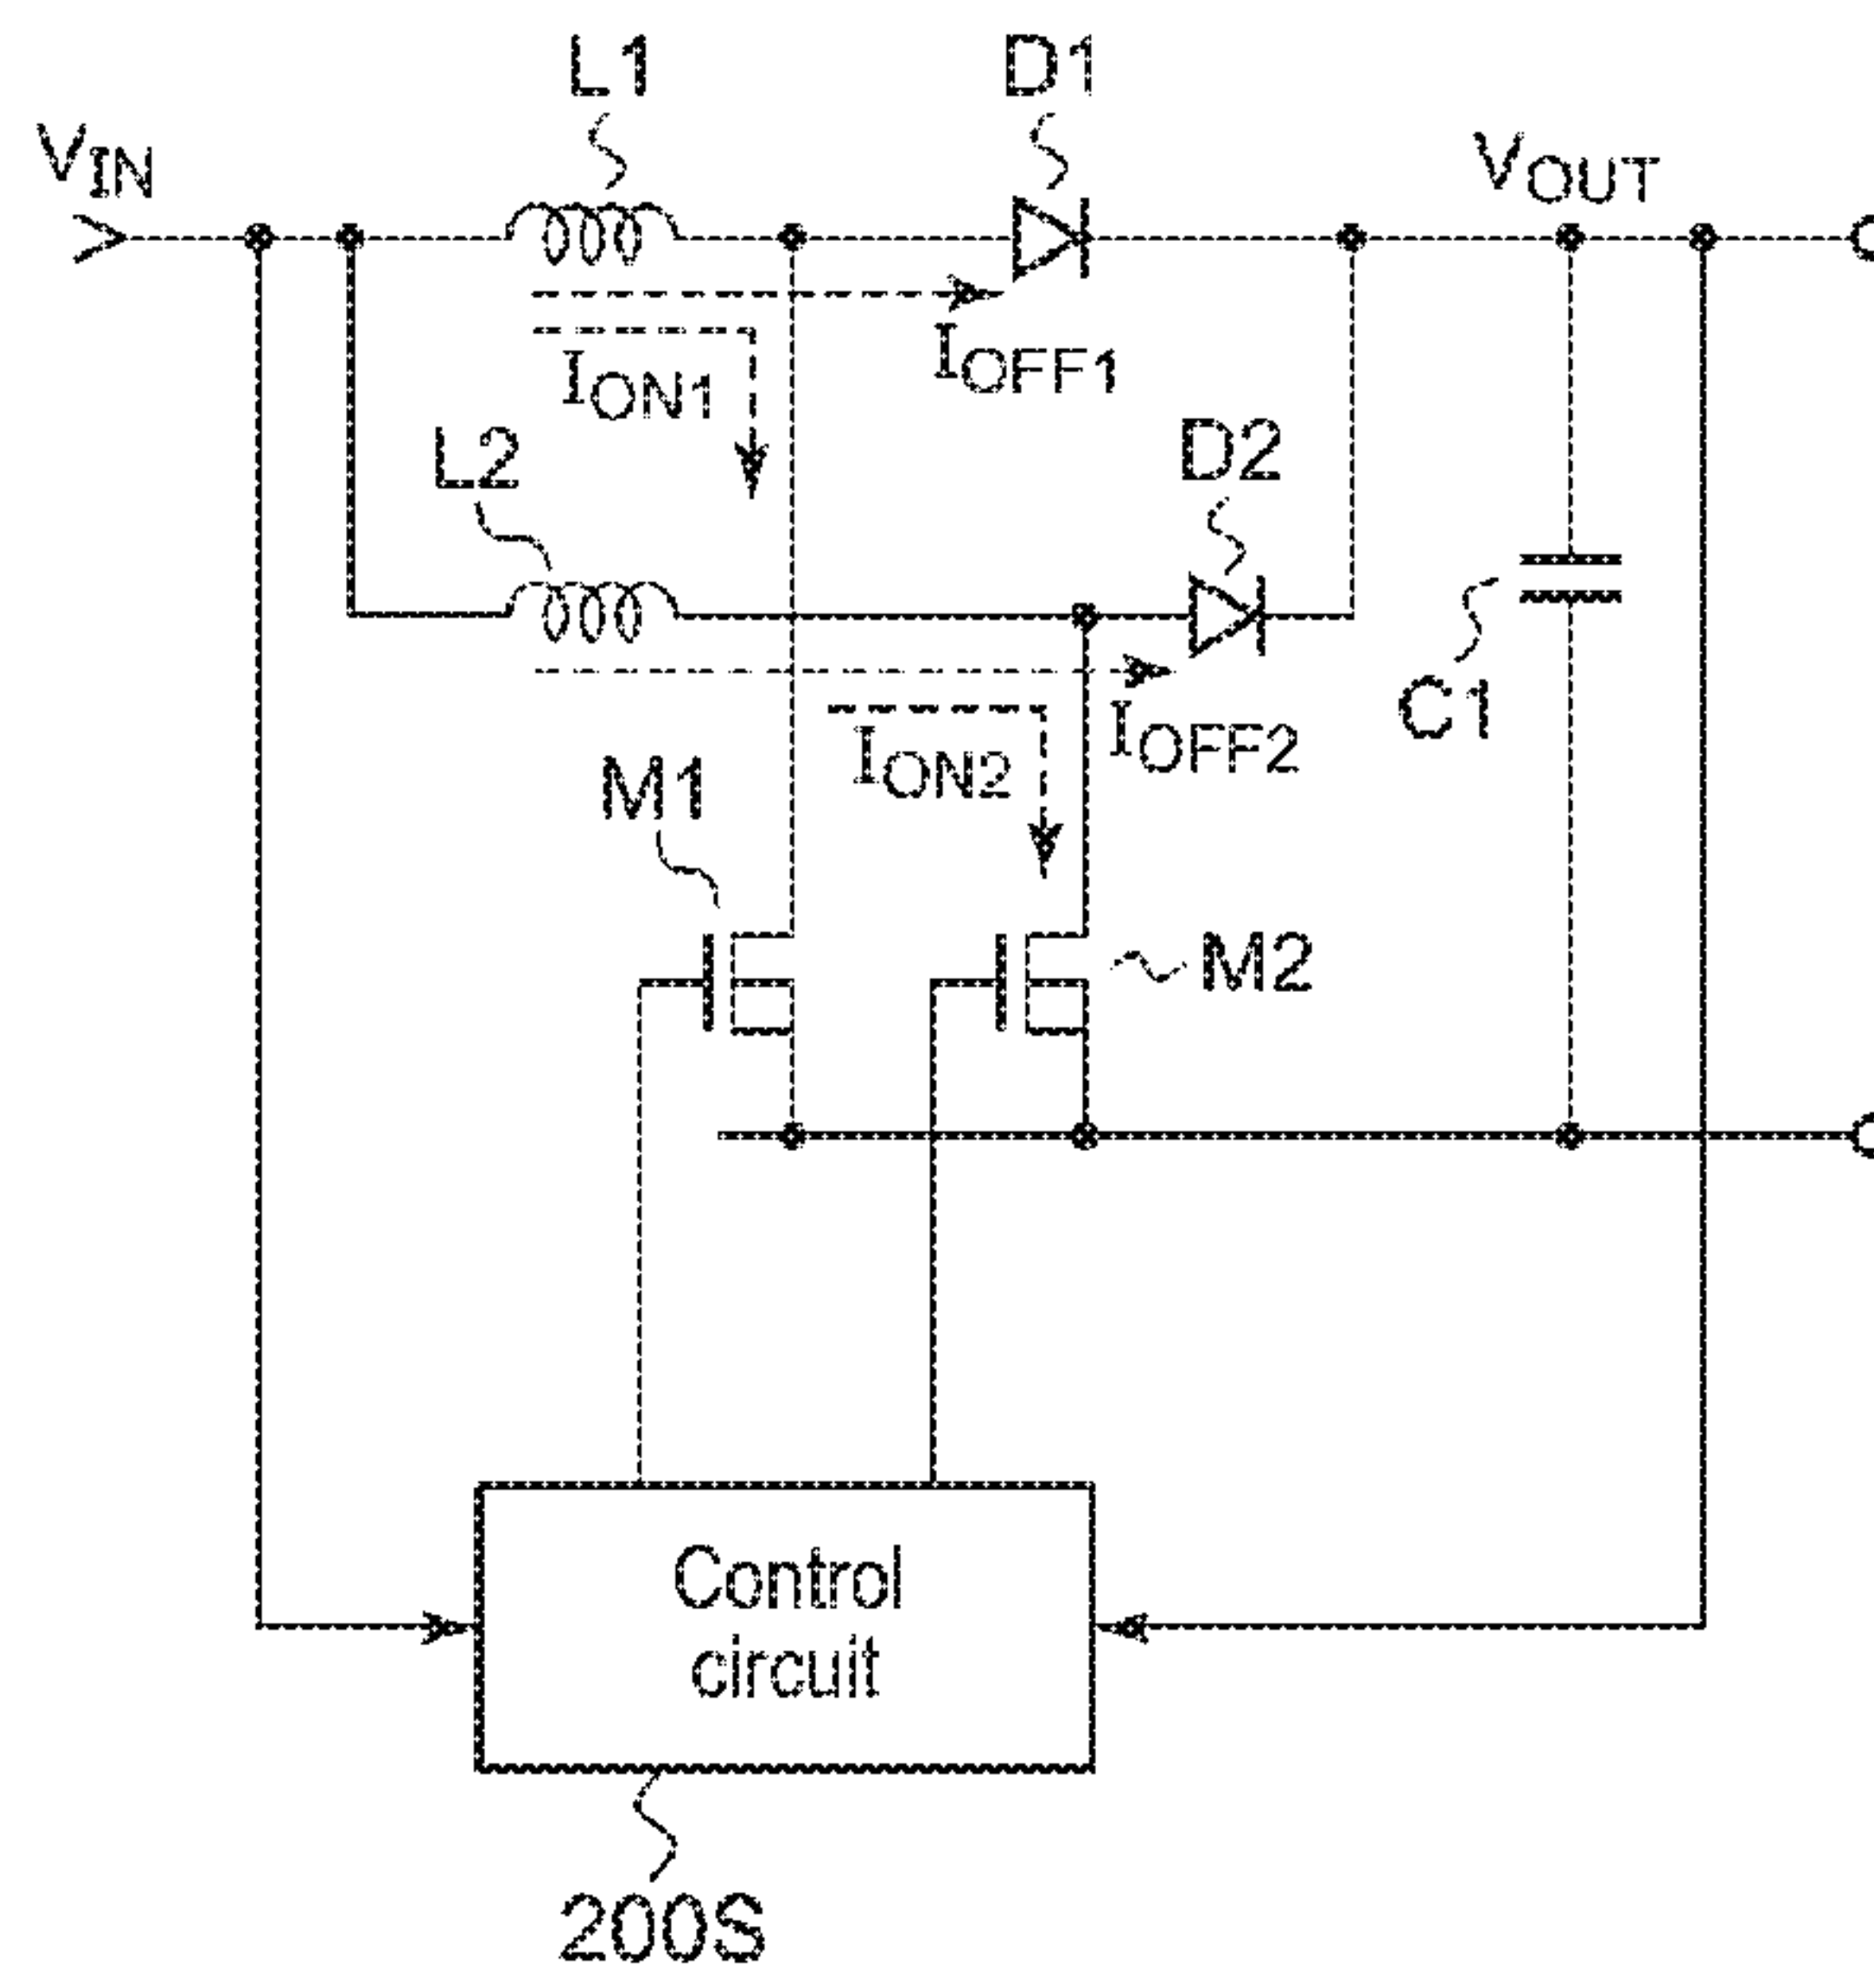 L1
D1
VIN
VOUT
IOFF1
ION1
L2
D2
C1
IOFF2
ION2
M1
M2
Control
circuit
200S